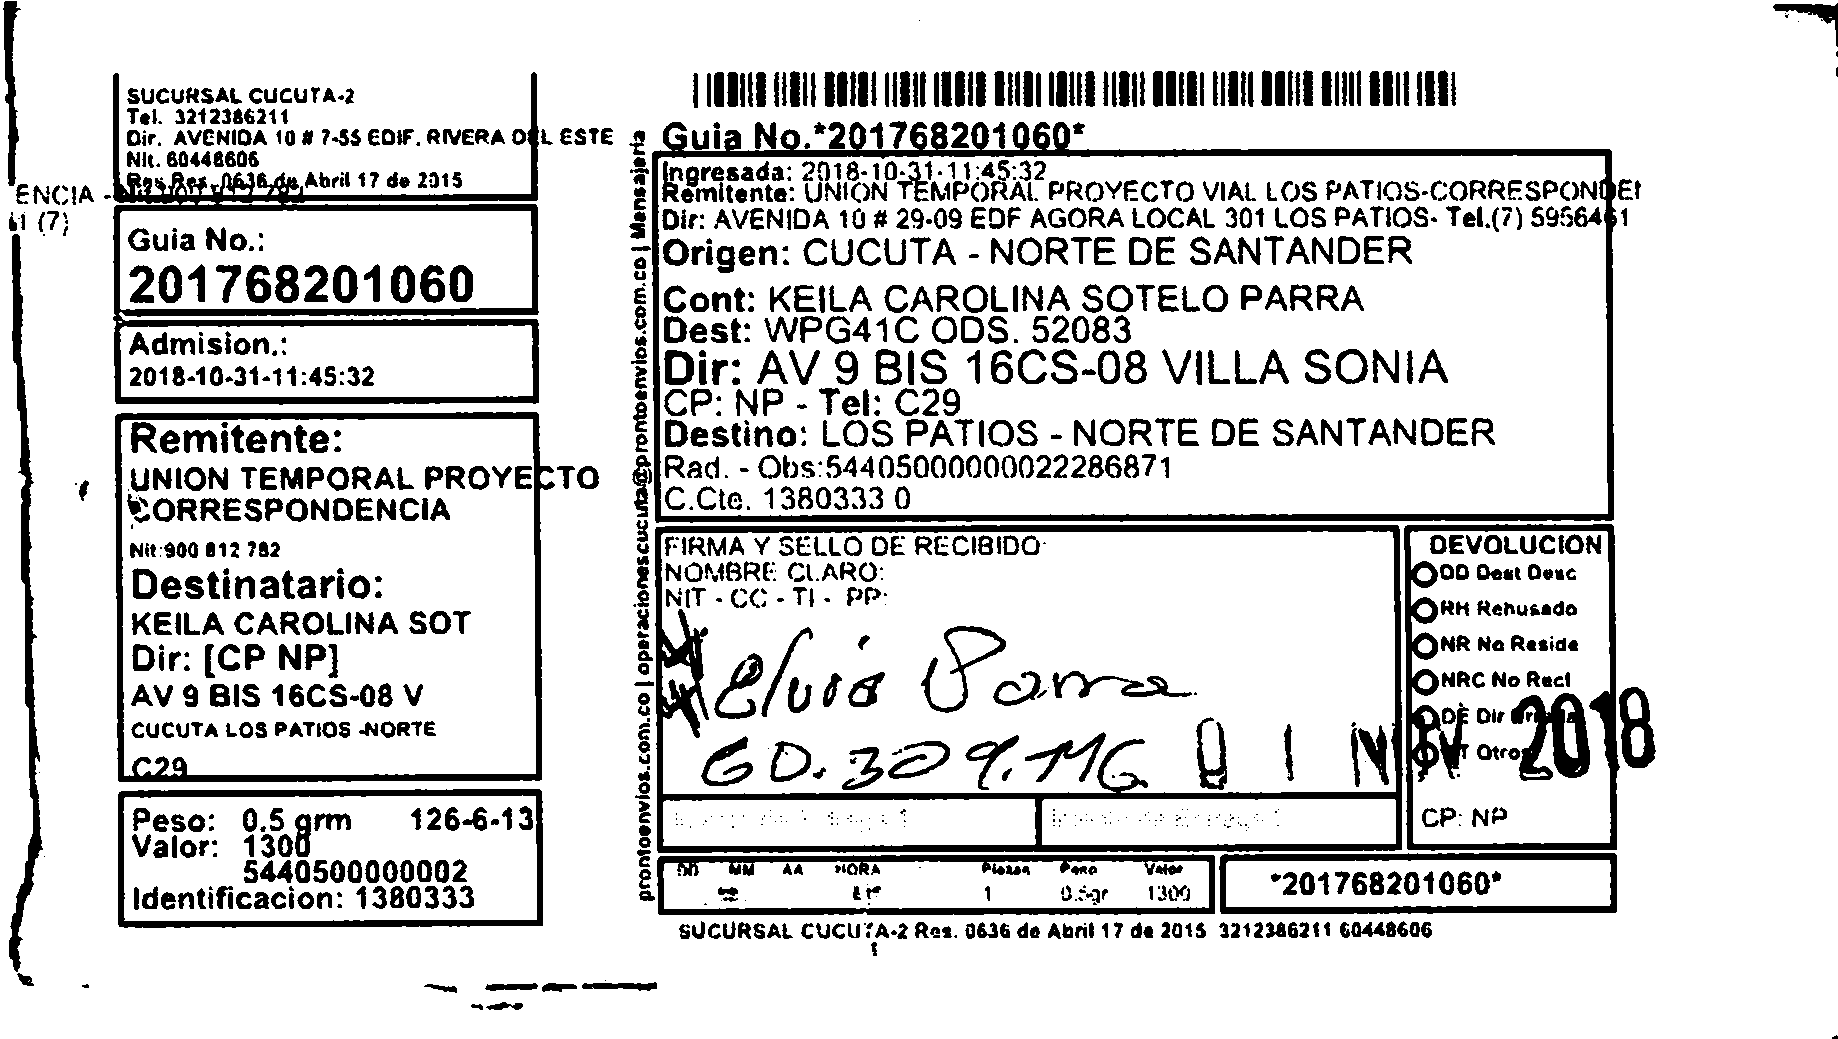 SUCURSAL CUCUTA-2
Tel. 3212386211
Dir. AVENIDA 10 # 7-55 EDIF. RIVERA DEL ESTE
Nit. 60448606
Res. 0636 de Abril 17 de 2015
ENCIA -
(7)
Guia No.:
201768201060
Admision.:
2018-10-31-11:45:32
Remitente:
UNION TEMPORAL PROYECTO
CORRESPONDENCIA
Nit:900 812 782
Destinatario:
KEILA CAROLINA SOT
Dir: [CP NP]
AV 9 BIS 16CS-08 V
CUCUTA LOS PATIOS -NORTE
C29
Peso: 0.5 grm 126-6-13
Valor: 1300
5440500000002
Identificacion: 1380333
prontoenvios.com.co | operacionescucuta@prontoenvios.com.co | Mensajeria
Guia No.*201768201060*
Ingresada: 2018-10-31-11:45:32
Remitente: UNION TEMPORAL PROYECTO VIAL LOS PATIOS-CORRESPONDEI
Dir: AVENIDA 10 # 29-09 EDF AGORA LOCAL 301 LOS PATIOS- Tel.(7) 5956461
Origen: CUCUTA - NORTE DE SANTANDER
Cont: KEILA CAROLINA SOTELO PARRA
Dest: WPG41C ODS. 52083
Dir: AV 9 BIS 16CS-08 VILLA SONIA
CP: NP - Tel: C29
Destino: LOS PATIOS - NORTE DE SANTANDER
Rad. - Obs:54405000000022286871
C.Cte. 1380333 0
FIRMA Y SELLO DE RECIBIDO
NOMBRE CLARO:
NIT - CC - TI - PP:
Elvia Parra
60.309.116
01 NOV 2018
DEVOLUCION
DD Dest Desc
RH Rehusado
NR No Reside
NRC No Recl
DE Dir Errada
OT Otros
CP: NP
DD MM AA HORA Piezas Peso Valor
1 0.5gr 1300
*201768201060*
SUCURSAL CUCUTA-2 Res. 0636 de Abril 17 de 2015 3212386211 60448606